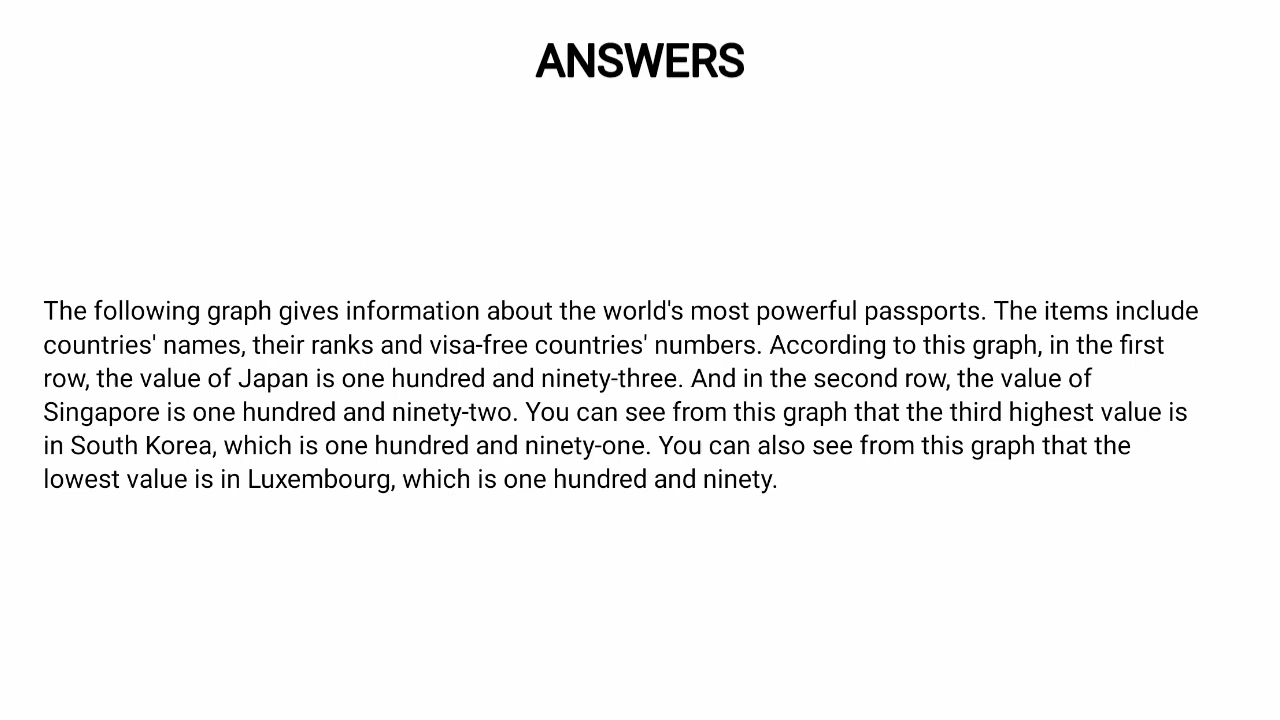 ANSWERS
The following graph gives information about the world's most powerful passports. The items include
countries' names, their ranks and visa-free countries' numbers. According to this graph, in the first
row, the value of Japan is one hundred and ninety-three. And in the second row, the value of
Singapore is one hundred and ninety-two. You can see from this graph that the third highest value is
in South Korea, which is one hundred and ninety-one. You can also see from this graph that the
lowest value is in Luxembourg, which is one hundred and ninety.